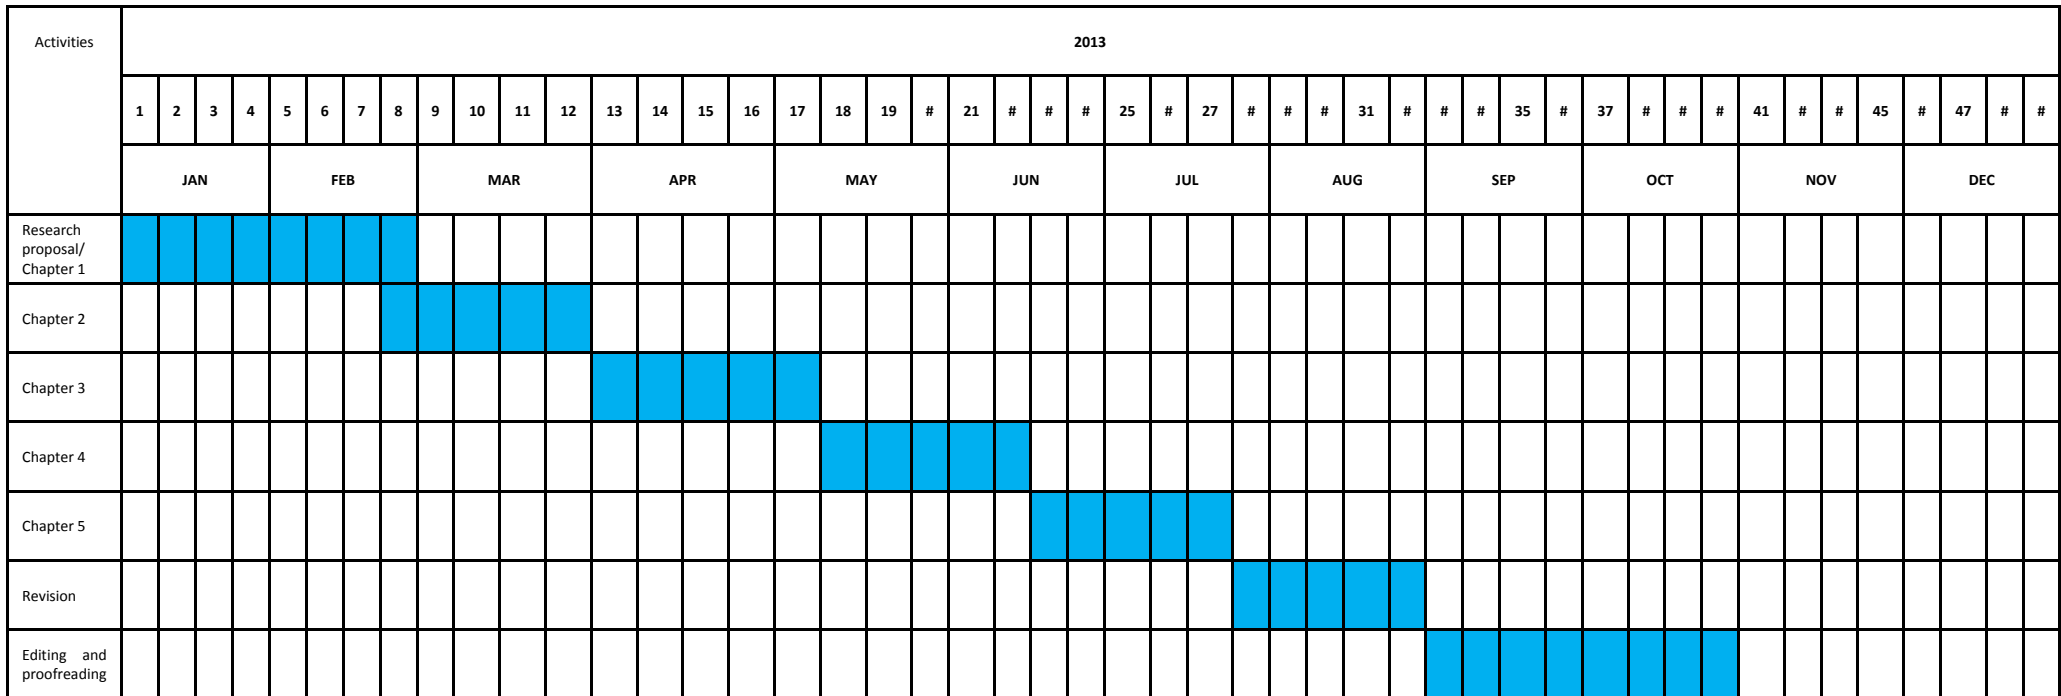 Activities
2013
1 2 3 4 5 6 7 8 9 10 11 12 13 14 15 16 17 18 19 # 21 # # # 25 # 27 # # # 31 # # # 35 # 37 # # # 41 # # 45 # 47 # #
JAN FEB MAR APR MAY JUN JUL AUG SEP OCT NOV DEC
Research
proposal/
Chapter 1
Chapter 2
Chapter 3
Chapter 4
Chapter 5
Revision
Editing and
proofreading